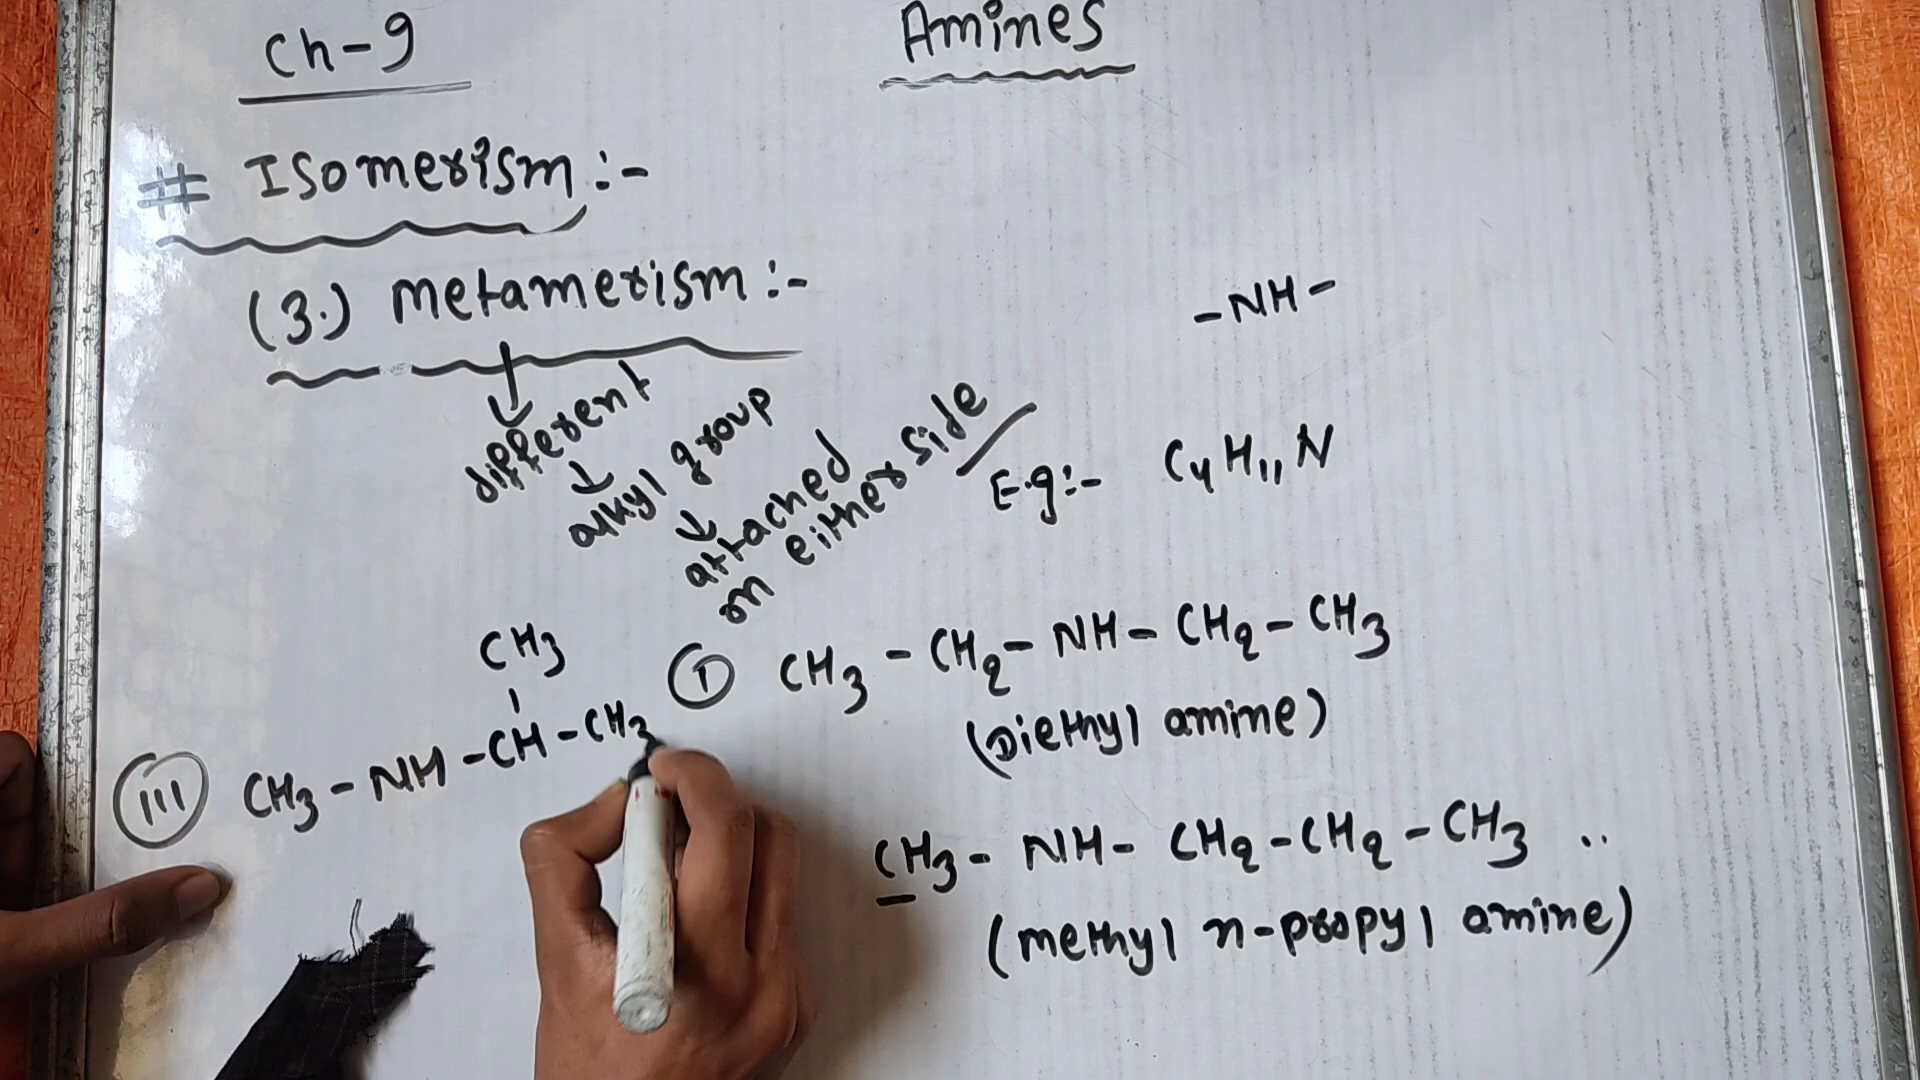 Ch-9
Amines
# Isomerism:-
(3.) Metamerism:-
-NH-
different
alkyl group
attached
on either side
E.g:- C4H11N
(I) CH3-CH2-NH-CH2-CH3
(Diethyl amine)
CH3-NH-CH2-CH2-CH3 ..
(methyl n-propyl amine)
CH3
(III) CH3-NH-CH-CH3